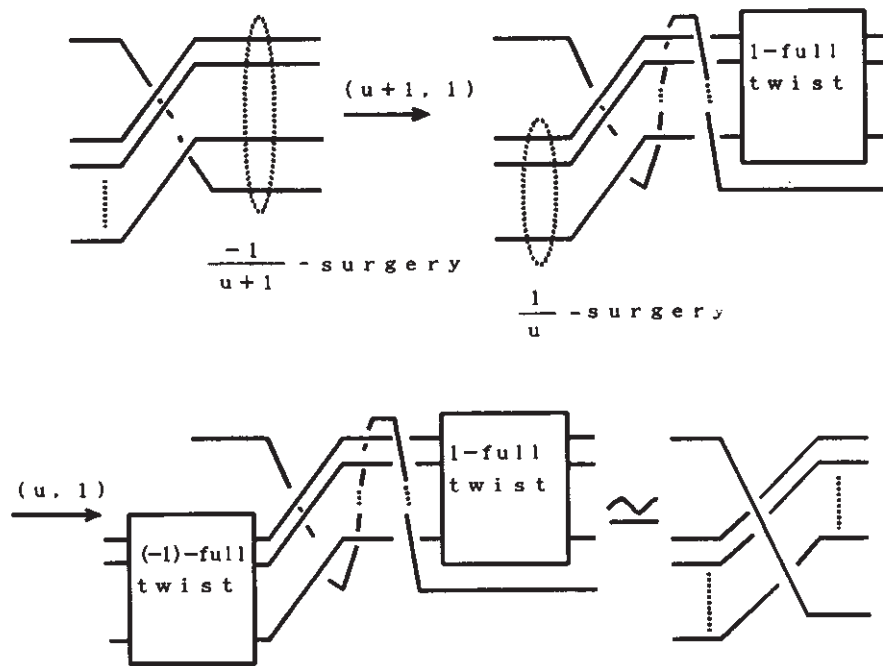 (u+1, 1)
1-full
twist
-1
u+1
-surgery
1
u
-surgery
(u, 1)
(-1)-full
twist
1-full
twist
≃